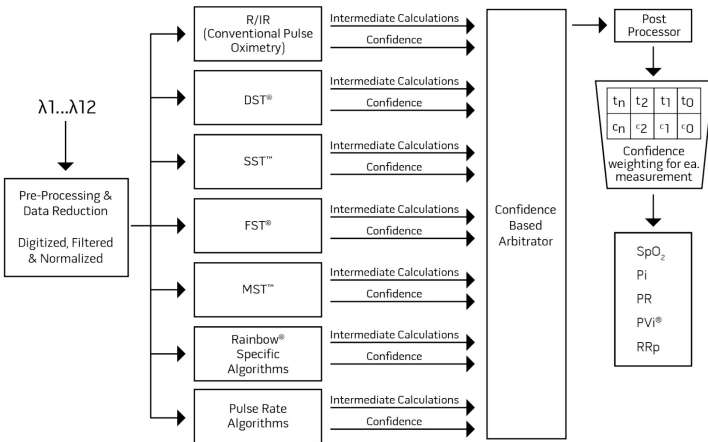 λ1...λ12
Pre-Processing &
Data Reduction
Digitized, Filtered
& Normalized
R/IR
(Conventional Pulse
Oximetry)
Intermediate Calculations
Confidence
DST®
Intermediate Calculations
Confidence
SST™
Intermediate Calculations
Confidence
FST®
Intermediate Calculations
Confidence
MST™
Intermediate Calculations
Confidence
Rainbow®
Specific
Algorithms
Intermediate Calculations
Confidence
Pulse Rate
Algorithms
Intermediate Calculations
Confidence
Confidence
Based
Arbitrator
Post
Processor
tn t2 t1 t0
cn c2 c1 c0
Confidence
weighting for ea.
measurement
SpO₂
Pi
PR
PVi®
RRp